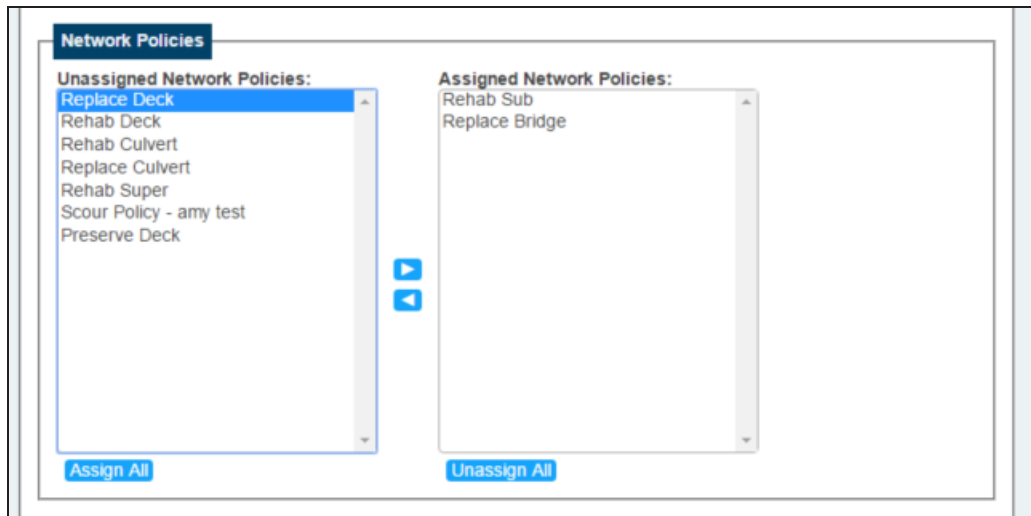 Network Policies
Unassigned Network Policies:
Replace Deck
Rehab Deck
Rehab Culvert
Replace Culvert
Rehab Super
Scour Policy - amy test
Preserve Deck
Assign All
Assigned Network Policies:
Rehab Sub
Replace Bridge
Unassign All